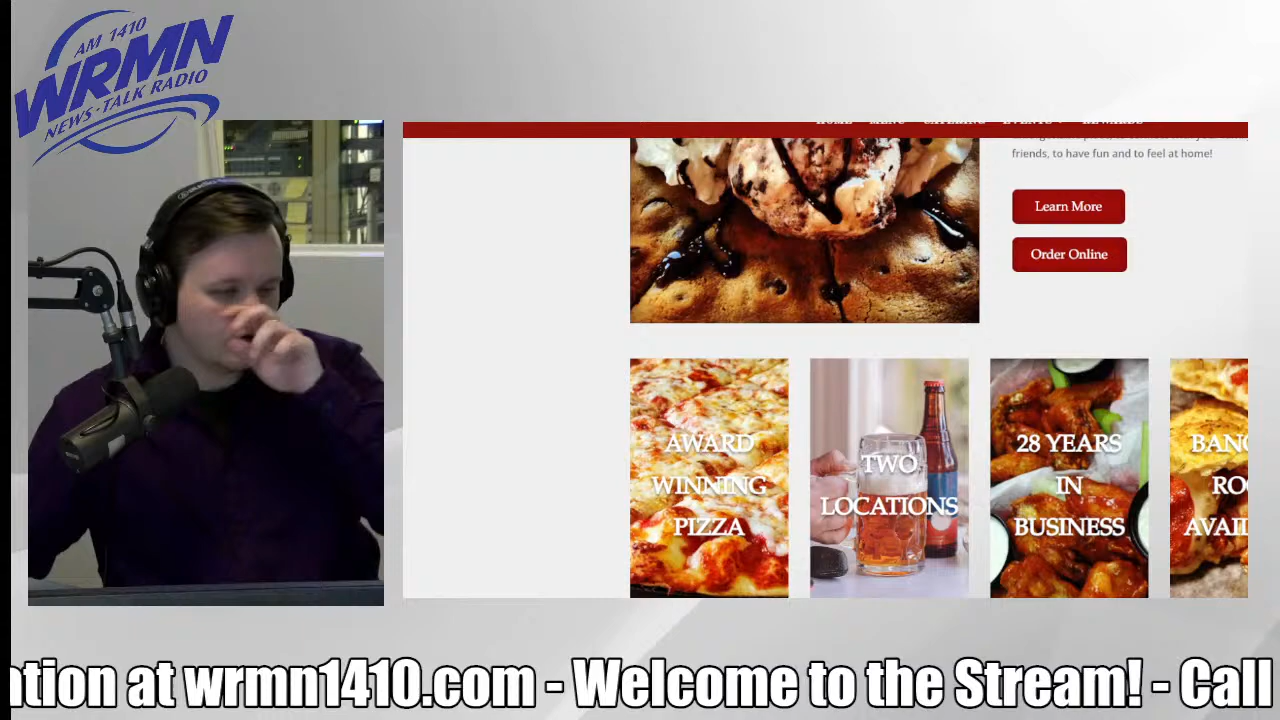 AM 1410
WRMN
NEWS·TALK RADIO
friends, to have fun and to feel at home!
Learn More
Order Online
AWARD
WINNING
PIZZA
TWO
LOCATIONS
28 YEARS
IN
BUSINESS
at wrmn1410.com - Welcome to the Stream! - Call